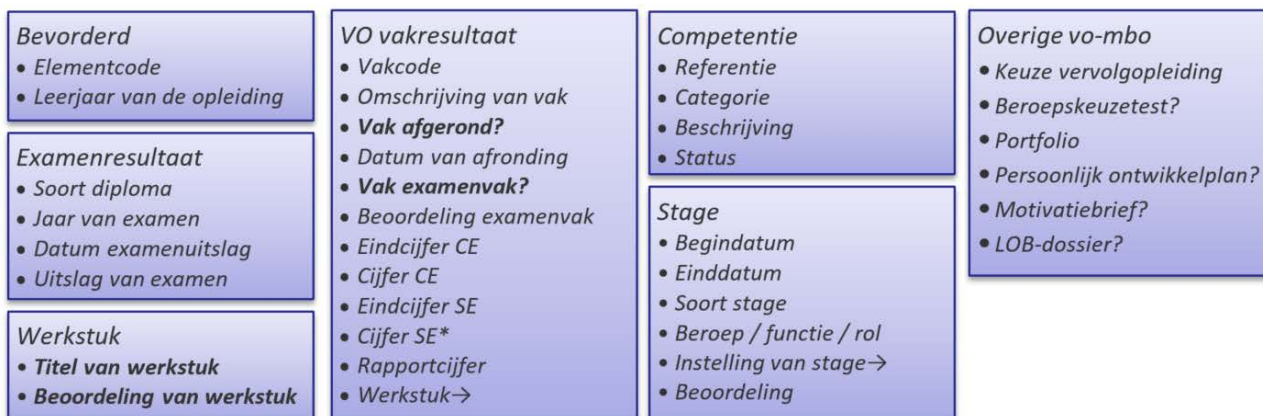 Bevorderd
• Elementcode
• Leerjaar van de opleiding
Examenresultaat
• Soort diploma
• Jaar van examen
• Datum examenuitslag
• Uitslag van examen
Werkstuk
• Titel van werkstuk
• Beoordeling van werkstuk
VO vakresultaat
• Vakcode
• Omschrijving van vak
• Vak afgerond?
• Datum van afronding
• Vak examenvak?
• Beoordeling examenvak
• Eindcijfer CE
• Cijfer CE
• Eindcijfer SE
• Cijfer SE*
• Rapportcijfer
• Werkstuk→
Competentie
• Referentie
• Categorie
• Beschrijving
• Status
Stage
• Begindatum
• Einddatum
• Soort stage
• Beroep / functie / rol
• Instelling van stage→
• Beoordeling
Overige vo-mbo
• Keuze vervolgopleiding
• Beroepskeuzetest?
• Portfolio
• Persoonlijk ontwikkelplan?
• Motivatiebrief?
• LOB-dossier?